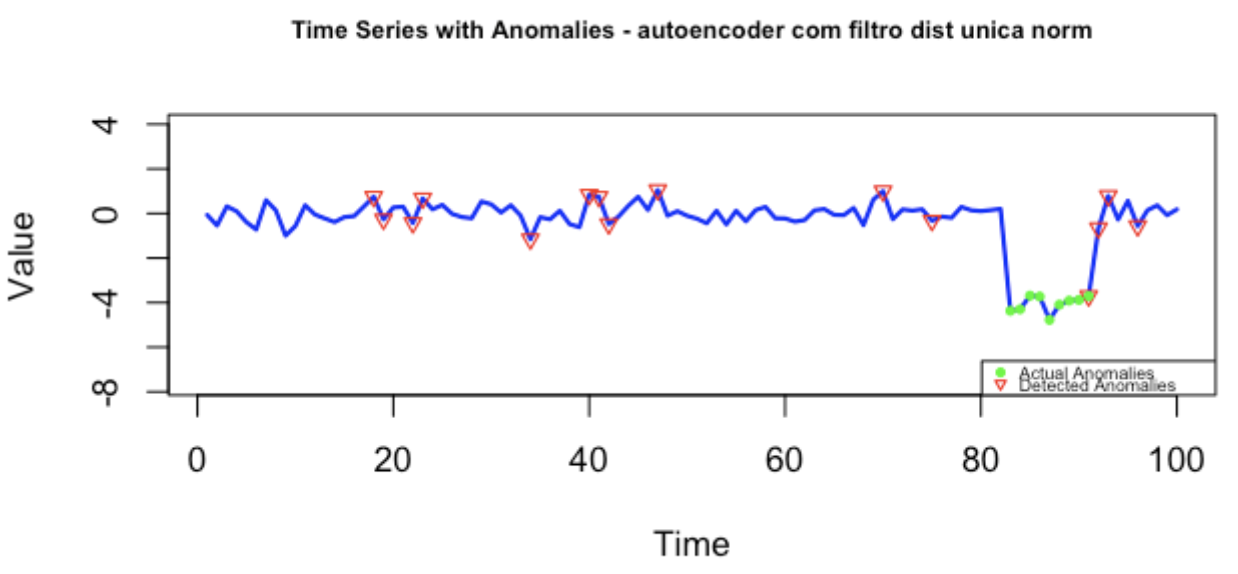 Time Series with Anomalies - autoencoder com filtro dist unica norm
4
0
-4
-8
Value
Actual Anomalies
Detected Anomalies
0 20 40 60 80 100
Time